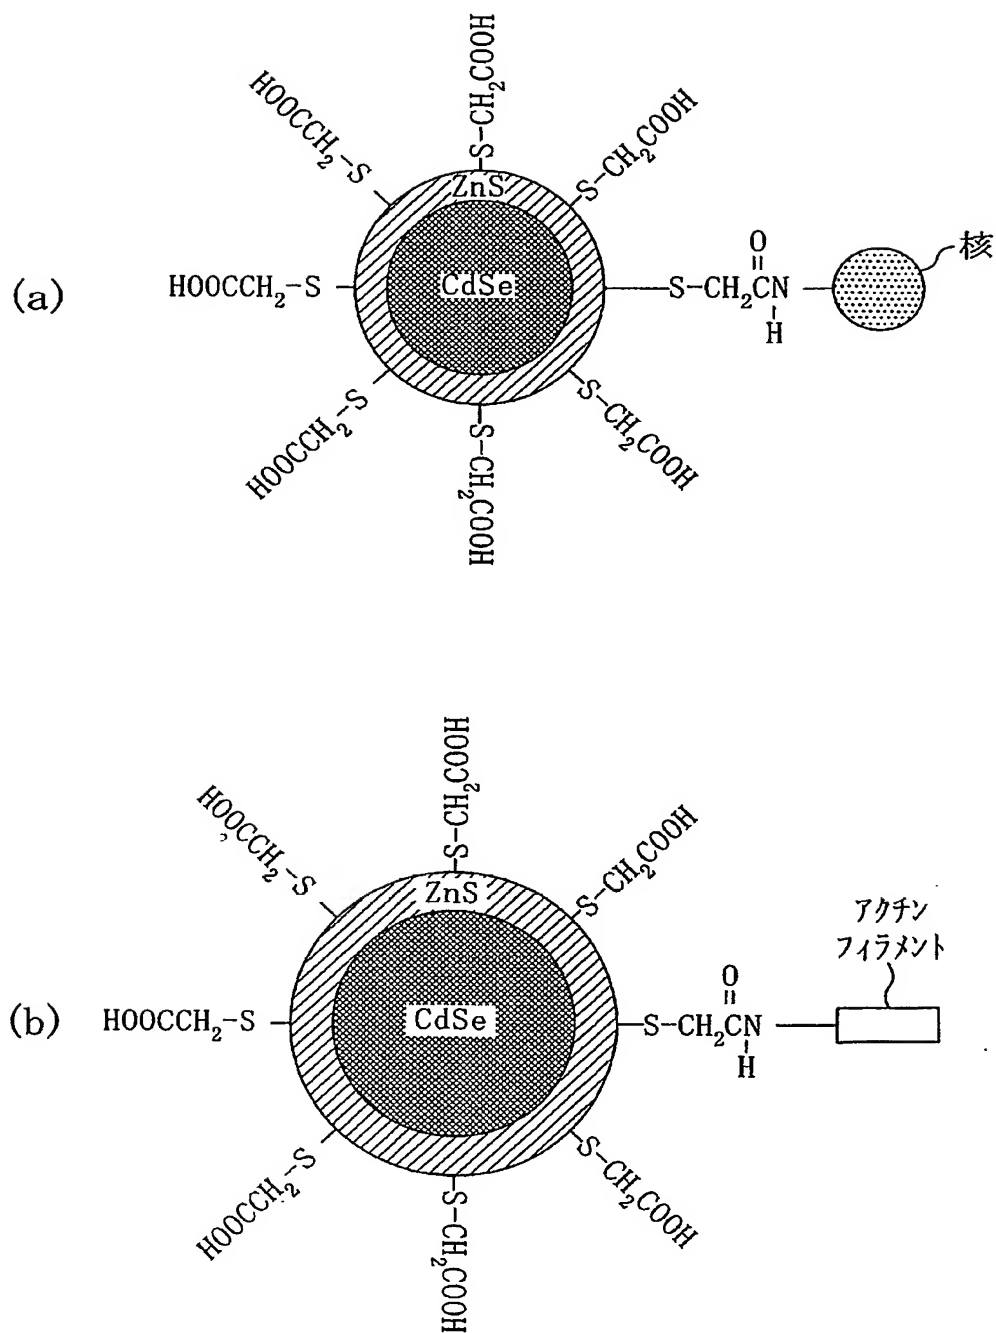 (a)
HOOCCH₂-S
S-CH₂COOH
S-CH₂COOH
ZnS
CdSe
HOOCCH₂-S
S-CH₂CN
O
H
核
HOOCCH₂-S
S-CH₂COOH
S-CH₂COOH
(b)
HOOCCH₂-S
S-CH₂COOH
S-CH₂COOH
ZnS
CdSe
HOOCCH₂-S
S-CH₂CN
O
H
アクチン
フィラメント
HOOCCH₂-S
S-CH₂COOH
S-CH₂COOH